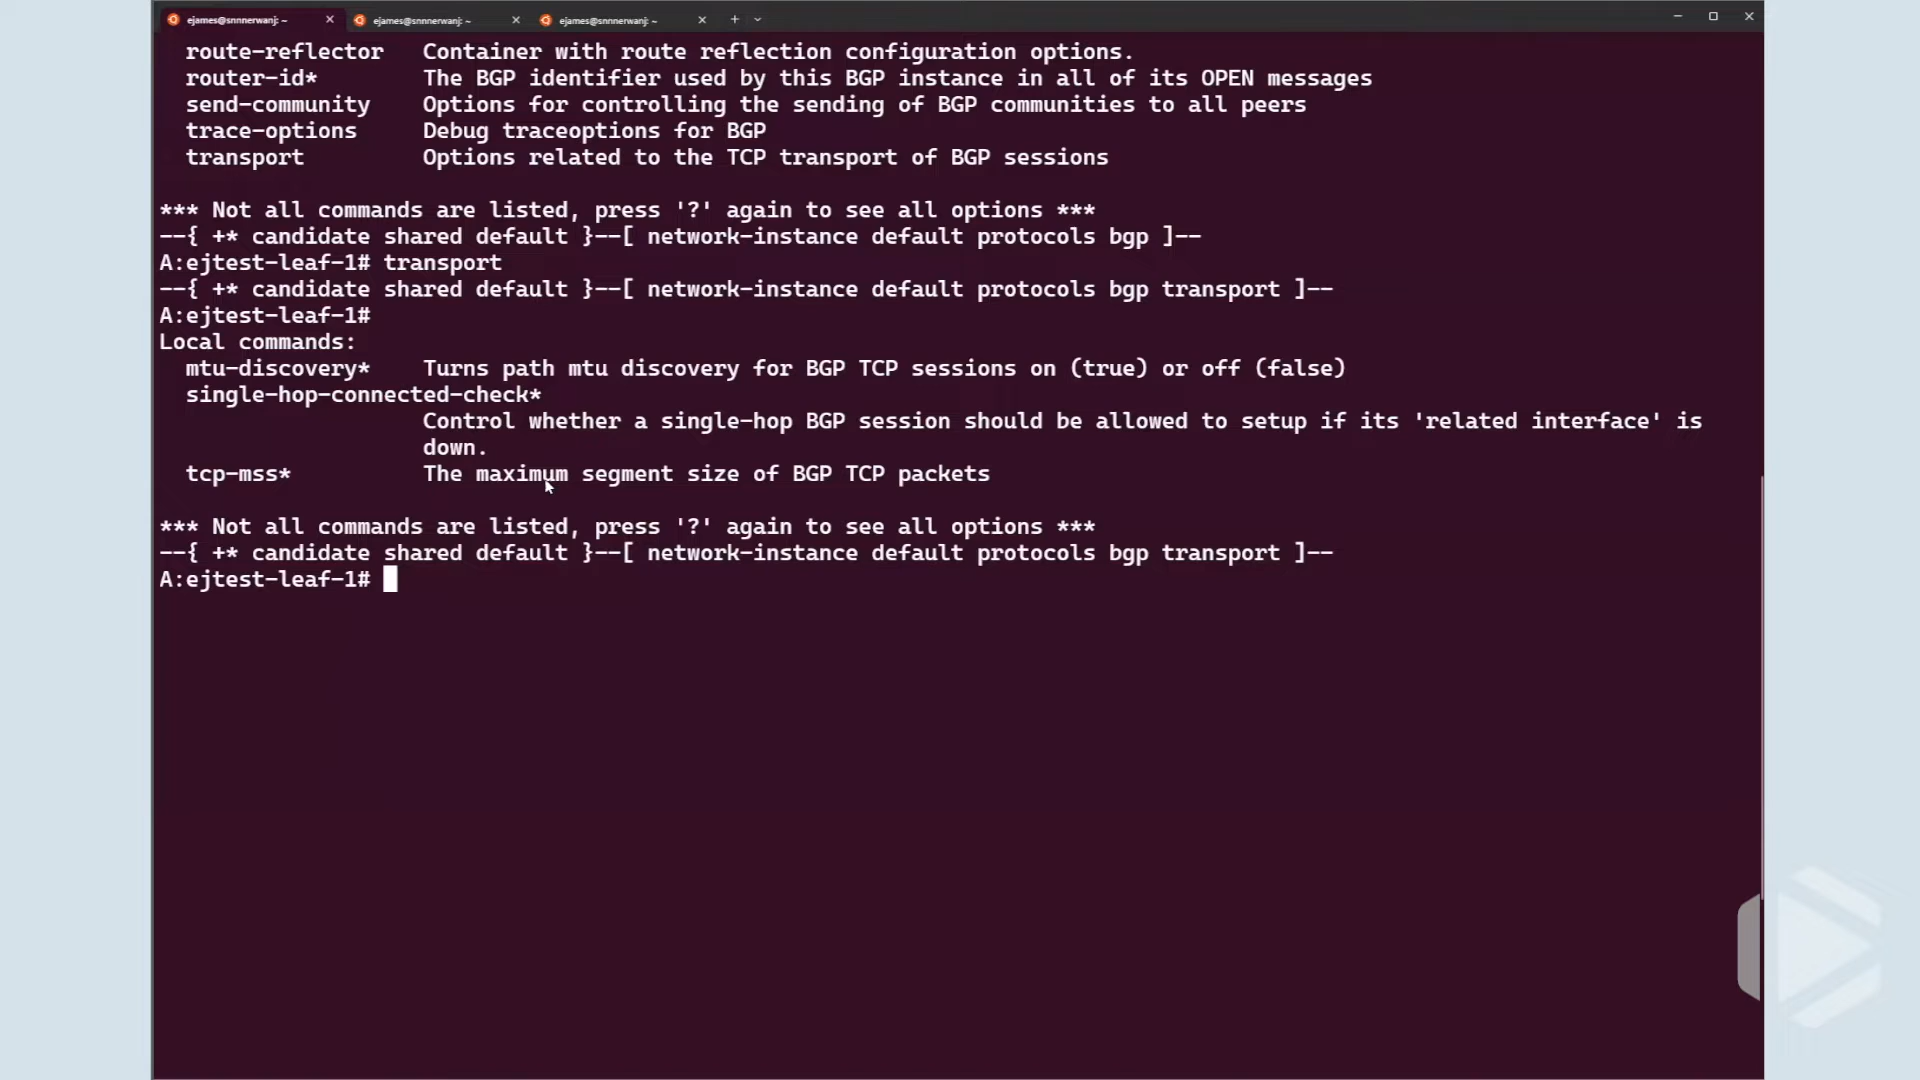 ejames@snnnerwanj: ~
ejames@snnnerwanj: ~
ejames@snnnerwanj: ~
route-reflector Container with route reflection configuration options.
router-id* The BGP identifier used by this BGP instance in all of its OPEN messages
send-community Options for controlling the sending of BGP communities to all peers
trace-options Debug traceoptions for BGP
transport Options related to the TCP transport of BGP sessions
*** Not all commands are listed, press '?' again to see all options ***
--{ +* candidate shared default }--[ network-instance default protocols bgp ]--
A:ejtest-leaf-1# transport
--{ +* candidate shared default }--[ network-instance default protocols bgp transport ]--
A:ejtest-leaf-1#
Local commands:
mtu-discovery* Turns path mtu discovery for BGP TCP sessions on (true) or off (false)
single-hop-connected-check*
Control whether a single-hop BGP session should be allowed to setup if its 'related interface' is
down.
tcp-mss* The maximum segment size of BGP TCP packets
*** Not all commands are listed, press '?' again to see all options ***
--{ +* candidate shared default }--[ network-instance default protocols bgp transport ]--
A:ejtest-leaf-1#